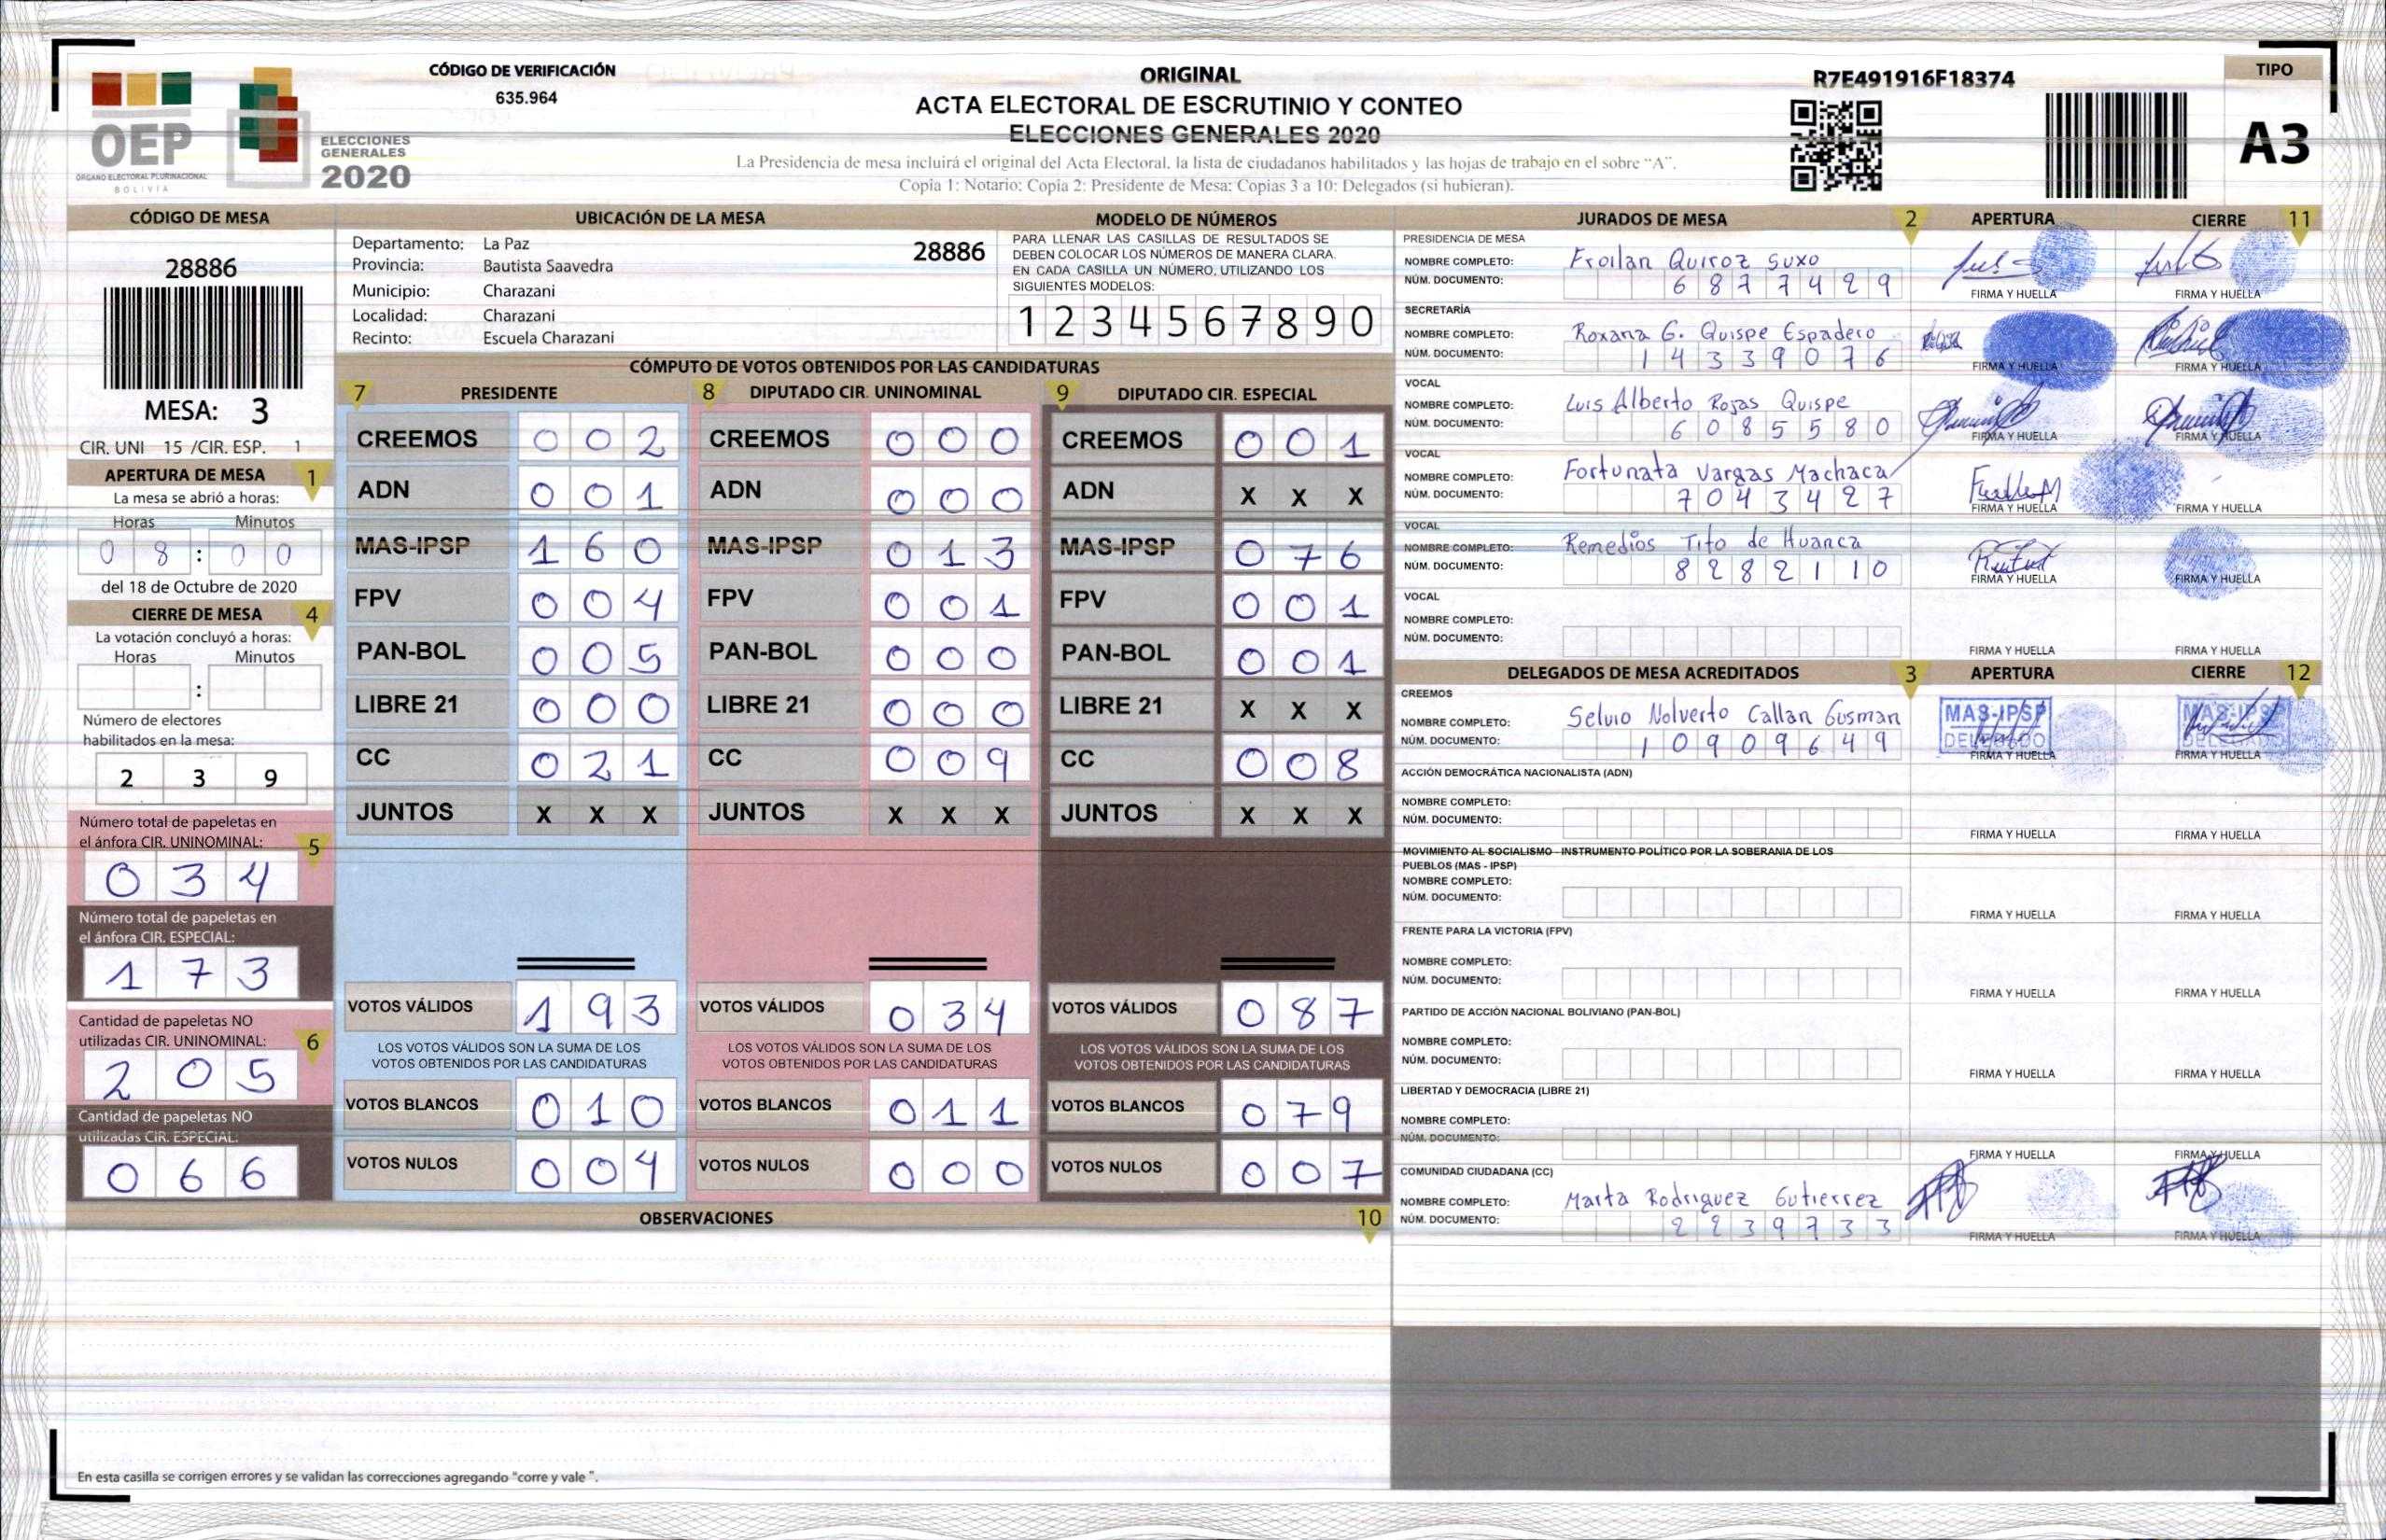 CÓDIGO DE VERIFICACIÓN
635.964
OEP
ÓRGANO ELECTORAL PLURINACIONAL
BOLIVIA
ELECCIONES
GENERALES
2020
ORIGINAL
ACTA ELECTORAL DE ESCRUTINIO Y CONTEO
ELECCIONES GENERALES 2020
La Presidencia de mesa incluirá el original del Acta Electoral, la lista de ciudadanos habilitados y las hojas de trabajo en el sobre "A".
Copia 1: Notario; Copia 2: Presidente de Mesa; Copias 3 a 10: Delegados (si hubieran).
R7E491916F18374
TIPO
A3
CÓDIGO DE MESA
28886
MESA: 3
CIR. UNI 15 /CIR. ESP. 1
APERTURA DE MESA 1
La mesa se abrió a horas:
Horas Minutos
0 8 : 0 0
del 18 de Octubre de 2020
CIERRE DE MESA 4
La votación concluyó a horas:
Horas Minutos
:
Número de electores
habilitados en la mesa:
2 3 9
Número total de papeletas en
el ánfora CIR. UNINOMINAL: 5
0 3 4
Número total de papeletas en
el ánfora CIR. ESPECIAL:
1 7 3
Cantidad de papeletas NO
utilizadas CIR. UNINOMINAL: 6
2 0 5
Cantidad de papeletas NO
utilizadas CIR. ESPECIAL:
0 6 6
UBICACIÓN DE LA MESA
Departamento: La Paz 28886
Provincia: Bautista Saavedra
Municipio: Charazani
Localidad: Charazani
Recinto: Escuela Charazani
MODELO DE NÚMEROS
PARA LLENAR LAS CASILLAS DE RESULTADOS SE
DEBEN COLOCAR LOS NÚMEROS DE MANERA CLARA.
EN CADA CASILLA UN NÚMERO, UTILIZANDO LOS
SIGUIENTES MODELOS:
1 2 3 4 5 6 7 8 9 0
CÓMPUTO DE VOTOS OBTENIDOS POR LAS CANDIDATURAS
7 PRESIDENTE 8 DIPUTADO CIR. UNINOMINAL 9 DIPUTADO CIR. ESPECIAL
CREEMOS 0 0 2 CREEMOS 0 0 0 CREEMOS 0 0 1
ADN 0 0 1 ADN 0 0 0 ADN X X X
MAS-IPSP 1 6 0 MAS-IPSP 0 1 3 MAS-IPSP 0 7 6
FPV 0 0 4 FPV 0 0 1 FPV 0 0 1
PAN-BOL 0 0 5 PAN-BOL 0 0 0 PAN-BOL 0 0 1
LIBRE 21 0 0 0 LIBRE 21 0 0 0 LIBRE 21 X X X
CC 0 2 1 CC 0 0 9 CC 0 0 8
JUNTOS X X X JUNTOS X X X JUNTOS X X X
VOTOS VÁLIDOS 1 9 3 VOTOS VÁLIDOS 0 3 4 VOTOS VÁLIDOS 0 8 7
LOS VOTOS VÁLIDOS SON LA SUMA DE LOS LOS VOTOS VÁLIDOS SON LA SUMA DE LOS LOS VOTOS VÁLIDOS SON LA SUMA DE LOS
VOTOS OBTENIDOS POR LAS CANDIDATURAS VOTOS OBTENIDOS POR LAS CANDIDATURAS VOTOS OBTENIDOS POR LAS CANDIDATURAS
VOTOS BLANCOS 0 1 0 VOTOS BLANCOS 0 1 1 VOTOS BLANCOS 0 7 9
VOTOS NULOS 0 0 4 VOTOS NULOS 0 0 0 VOTOS NULOS 0 0 7
OBSERVACIONES 10
En esta casilla se corrigen errores y se validan las correcciones agregando "corre y vale ".
JURADOS DE MESA 2 APERTURA CIERRE 11
PRESIDENCIA DE MESA
NOMBRE COMPLETO: Froilan Quiroz Suxo
NÚM. DOCUMENTO: 6 8 7 7 4 2 9
FIRMA Y HUELLA FIRMA Y HUELLA
SECRETARÍA
NOMBRE COMPLETO: Roxana G. Quispe Espadero
NÚM. DOCUMENTO: 1 4 3 3 9 0 7 6
FIRMA Y HUELLA FIRMA Y HUELLA
VOCAL
NOMBRE COMPLETO: Luis Alberto Rojas Quispe
NÚM. DOCUMENTO: 6 0 8 5 5 8 0
FIRMA Y HUELLA FIRMA Y HUELLA
VOCAL
NOMBRE COMPLETO: Fortunata Vargas Machaca
NÚM. DOCUMENTO: 7 0 4 3 4 2 7
FIRMA Y HUELLA FIRMA Y HUELLA
VOCAL
NOMBRE COMPLETO: Remedios Tito de Huanca
NÚM. DOCUMENTO: 8 2 8 2 1 1 0
FIRMA Y HUELLA FIRMA Y HUELLA
VOCAL
NOMBRE COMPLETO:
NÚM. DOCUMENTO:
FIRMA Y HUELLA FIRMA Y HUELLA
DELEGADOS DE MESA ACREDITADOS 3 APERTURA CIERRE 12
CREEMOS
NOMBRE COMPLETO: Selvio Nolverto Callan Gusman
NÚM. DOCUMENTO: 1 0 9 0 9 6 4 9
MAS-IPSP MAS-IPSP
DELEGADO DELEGADO
FIRMA Y HUELLA FIRMA Y HUELLA
ACCIÓN DEMOCRÁTICA NACIONALISTA (ADN)
NOMBRE COMPLETO:
NÚM. DOCUMENTO:
FIRMA Y HUELLA FIRMA Y HUELLA
MOVIMIENTO AL SOCIALISMO - INSTRUMENTO POLÍTICO POR LA SOBERANIA DE LOS
PUEBLOS (MAS - IPSP)
NOMBRE COMPLETO:
NÚM. DOCUMENTO:
FIRMA Y HUELLA FIRMA Y HUELLA
FRENTE PARA LA VICTORIA (FPV)
NOMBRE COMPLETO:
NÚM. DOCUMENTO:
FIRMA Y HUELLA FIRMA Y HUELLA
PARTIDO DE ACCIÓN NACIONAL BOLIVIANO (PAN-BOL)
NOMBRE COMPLETO:
NÚM. DOCUMENTO:
FIRMA Y HUELLA FIRMA Y HUELLA
LIBERTAD Y DEMOCRACIA (LIBRE 21)
NOMBRE COMPLETO:
NÚM. DOCUMENTO:
FIRMA Y HUELLA FIRMA Y HUELLA
COMUNIDAD CIUDADANA (CC)
NOMBRE COMPLETO: Marta Rodriguez Gutierrez
NÚM. DOCUMENTO: 2 2 3 9 7 3 3
FIRMA Y HUELLA FIRMA Y HUELLA